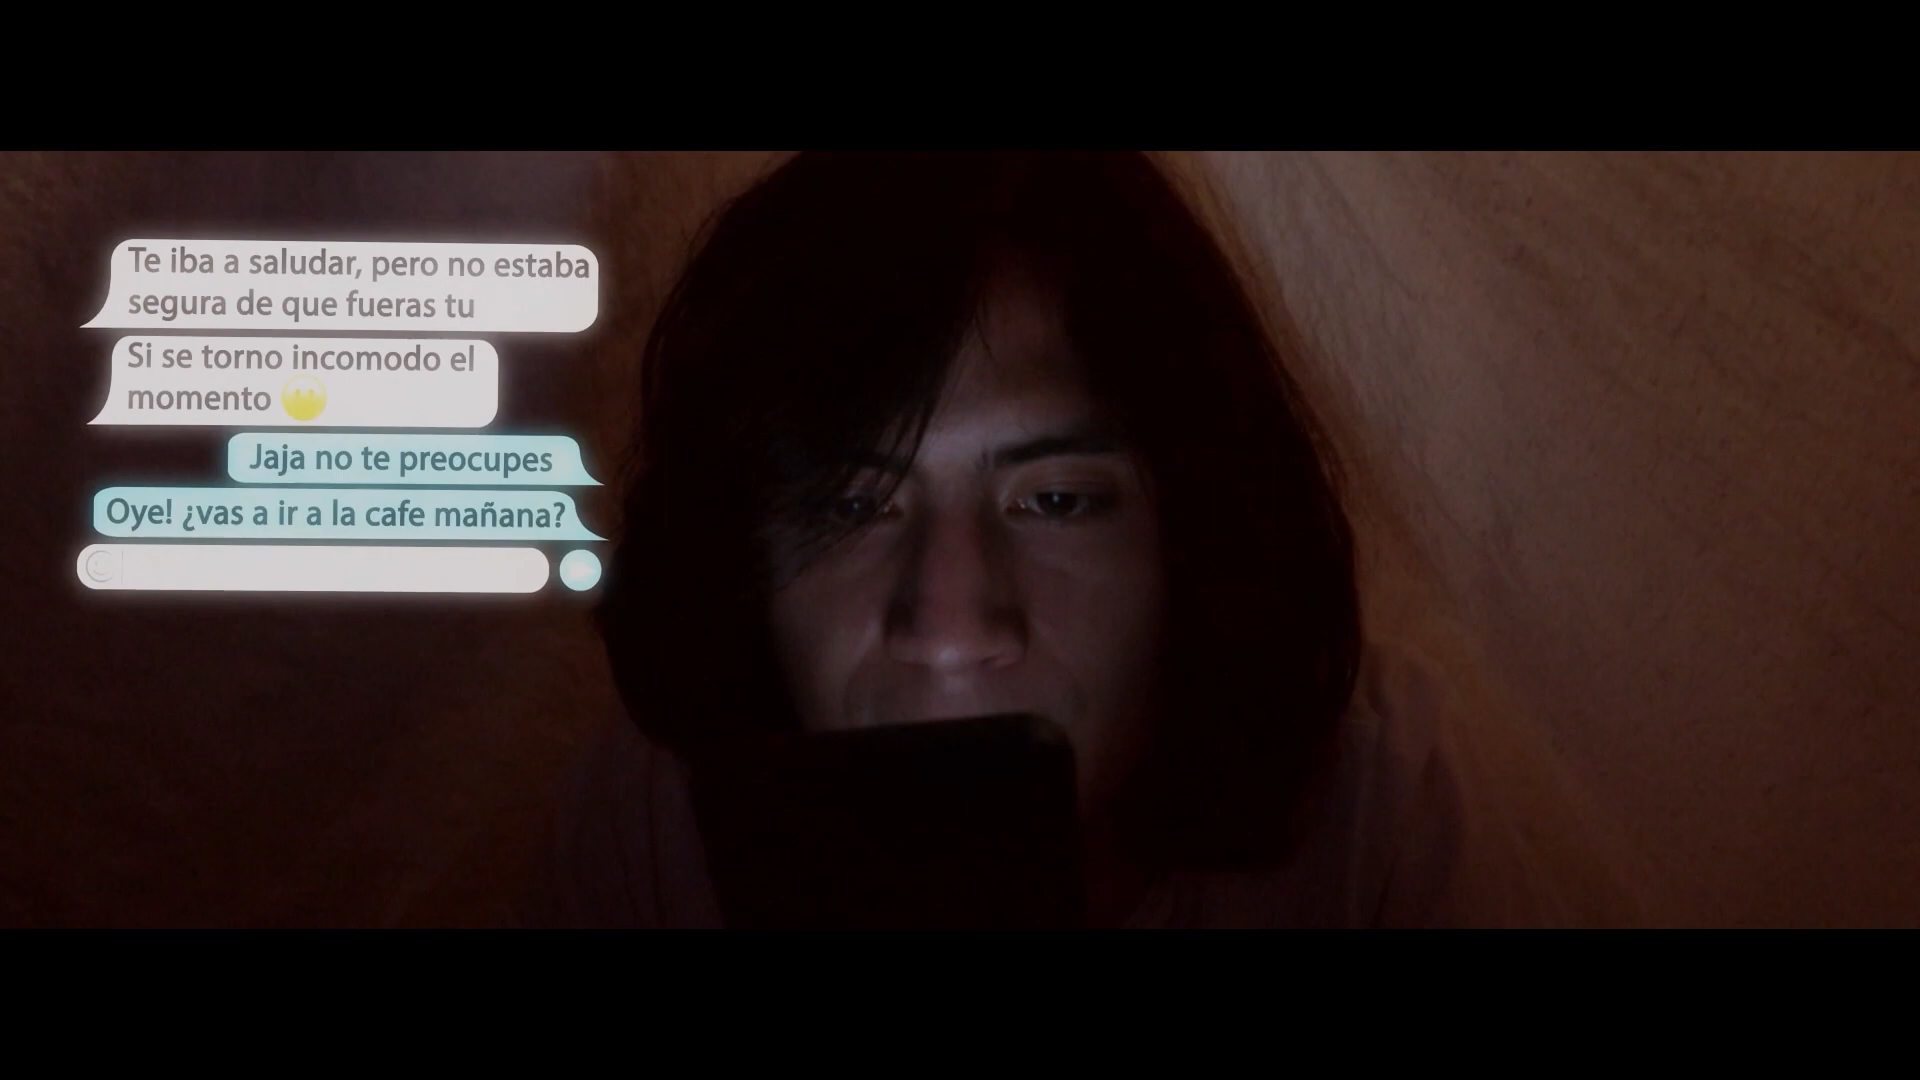 Te iba a saludar, pero no estaba
segura de que fueras tu
Si se torno incomodo el
momento
Jaja no te preocupes
Oye! ¿vas a ir a la cafe mañana?